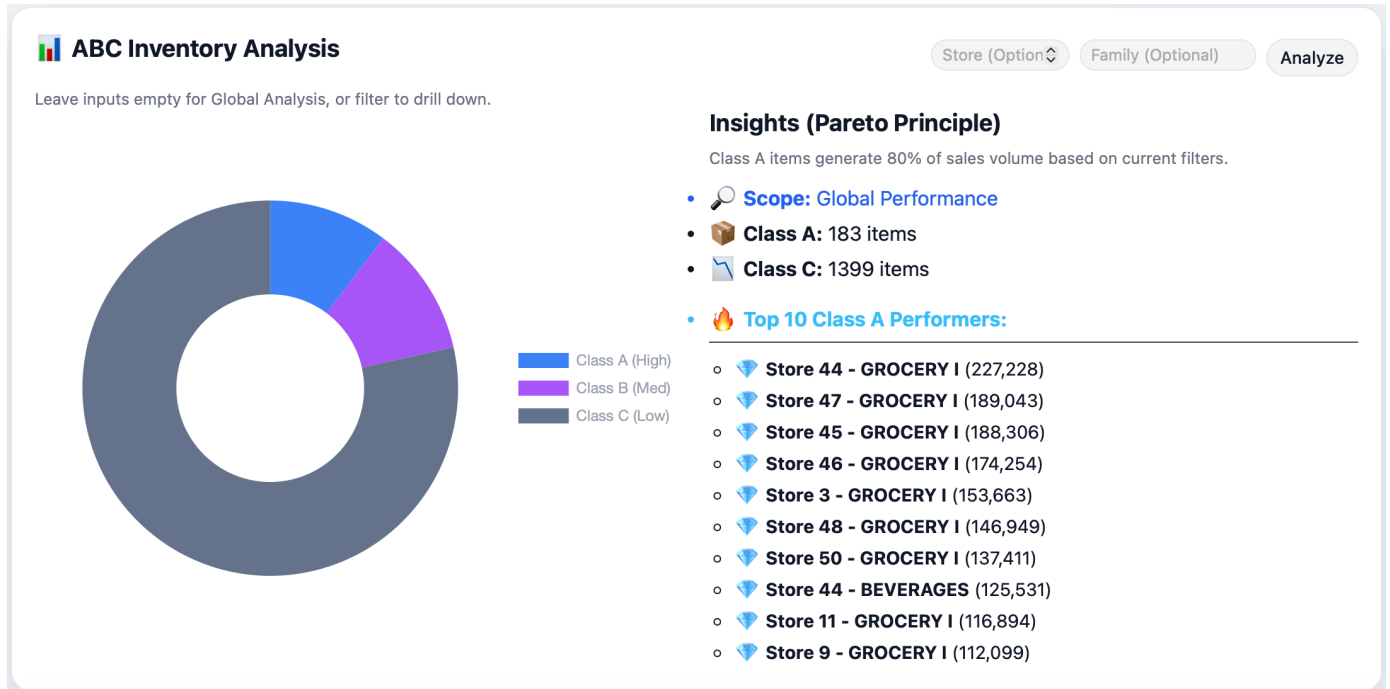 ABC Inventory Analysis
Store (Option
Family (Optional)
Analyze
Leave inputs empty for Global Analysis, or filter to drill down.
Class A (High)
Class B (Med)
Class C (Low)
Insights (Pareto Principle)
Class A items generate 80% of sales volume based on current filters.
Scope: Global Performance
Class A: 183 items
Class C: 1399 items
Top 10 Class A Performers:
Store 44 - GROCERY I (227,228)
Store 47 - GROCERY I (189,043)
Store 45 - GROCERY I (188,306)
Store 46 - GROCERY I (174,254)
Store 3 - GROCERY I (153,663)
Store 48 - GROCERY I (146,949)
Store 50 - GROCERY I (137,411)
Store 44 - BEVERAGES (125,531)
Store 11 - GROCERY I (116,894)
Store 9 - GROCERY I (112,099)